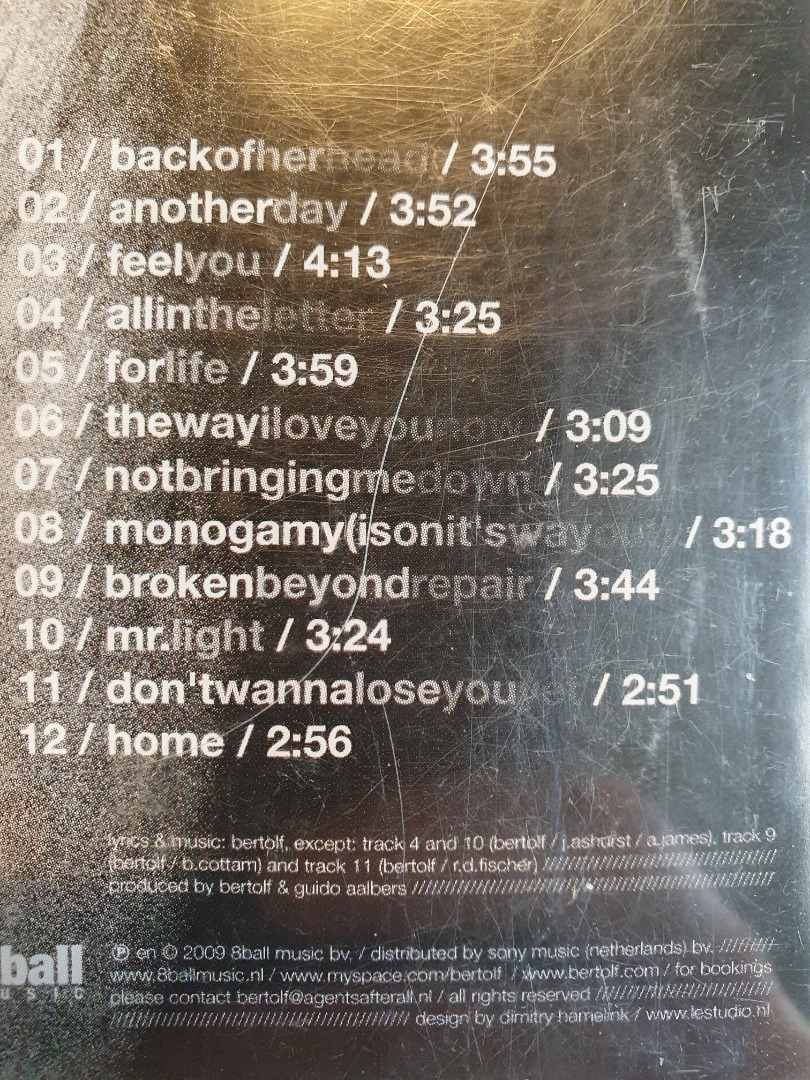 01 / backofherhead / 3:55
02 / anotherday / 3:52
03 / feelyou / 4:13
04 / allintheletter / 3:25
05 / forlife / 3:59
06 / thewayiloveyounow / 3:09
07 / notbringingmedown / 3:25
08 / monogamy(isonit'sway / 3:18
09 / brokenbeyondrepair / 3:44
10 / mr.light / 3:24
11 / don'twannaloseyouyet / 2:51
12 / home / 2:56
lyrics & music: bertolf, except: track 4 and 10 (bertolf / j.ashurst / a.james), track 9
(bertolf / b.cottam) and track 11 (bertolf / r.d.fischer) ////////////////////////////////
produced by bertolf & guido aalbers ////////////////////////////////////////////////
ball
usic
℗ en © 2009 8ball music bv. / distributed by sony music (netherlands) bv. ////////
www.8ballmusic.nl / www.myspace.com/bertolf / www.bertolf.com / for bookings
please contact bertolf@agentsafterall.nl / all rights reserved ////////////////////////
//////////////////////////////////////// design by dimitry hamelink / www.lestudio.nl